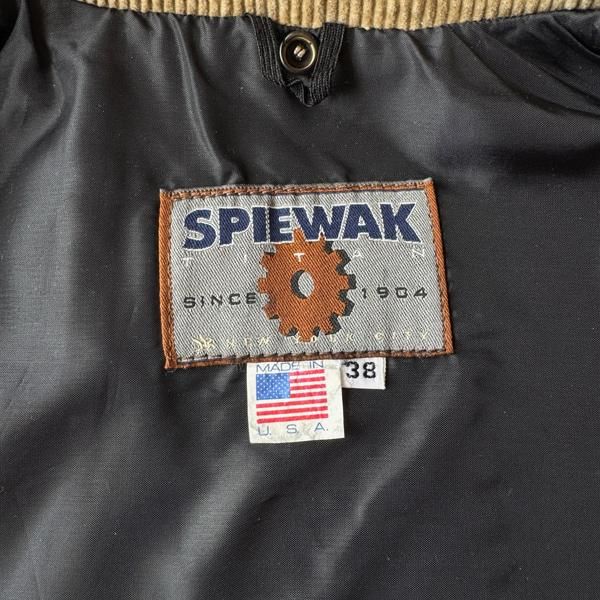 SPIEWAK
TITAN
SINCE 1904
NEW YORK CITY
MADE IN
38
U. S. A.